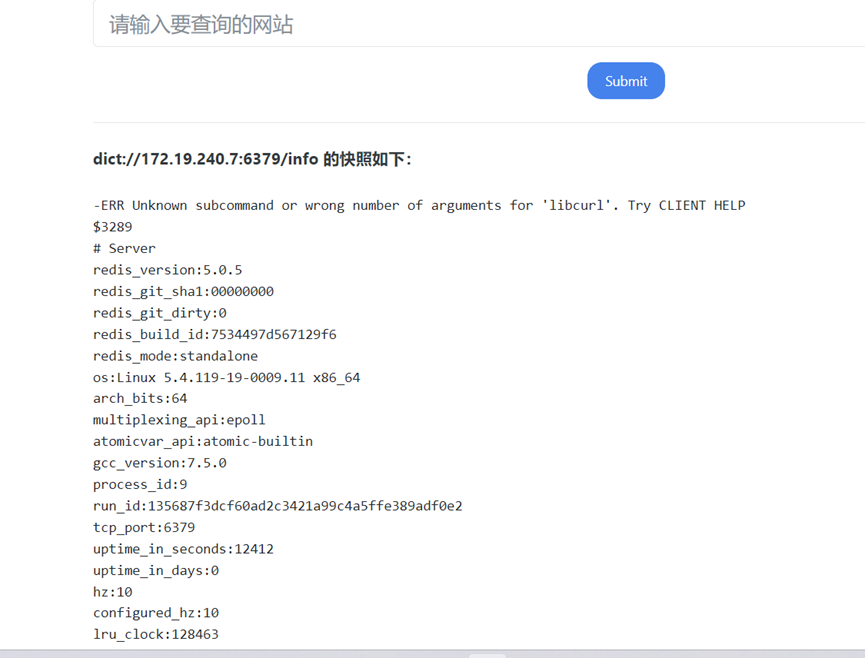 请输入要查询的网站
Submit
dict://172.19.240.7:6379/info 的快照如下：
-ERR Unknown subcommand or wrong number of arguments for 'libcurl'. Try CLIENT HELP
$3289
# Server
redis_version:5.0.5
redis_git_sha1:00000000
redis_git_dirty:0
redis_build_id:7534497d567129f6
redis_mode:standalone
os:Linux 5.4.119-19-0009.11 x86_64
arch_bits:64
multiplexing_api:epoll
atomicvar_api:atomic-builtin
gcc_version:7.5.0
process_id:9
run_id:135687f3dcf60ad2c3421a99c4a5ffe389adf0e2
tcp_port:6379
uptime_in_seconds:12412
uptime_in_days:0
hz:10
configured_hz:10
lru_clock:128463